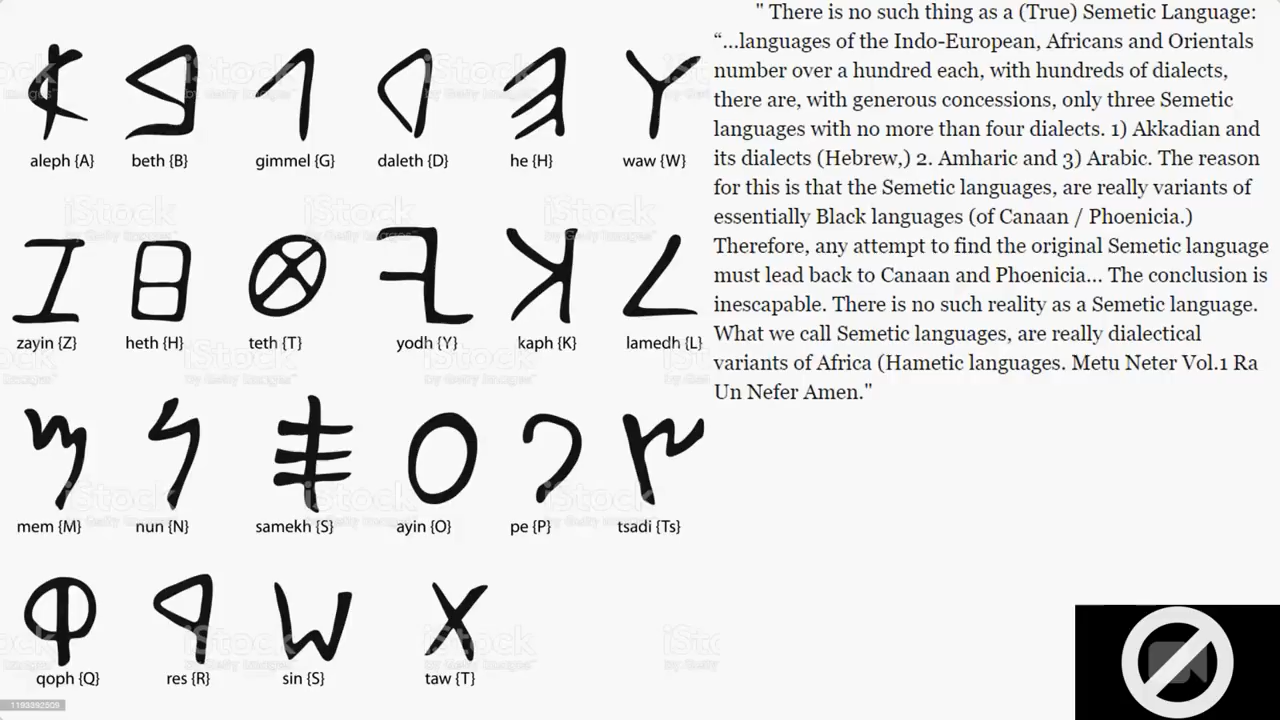 aleph {A} beth {B} gimmel {G} daleth {D} he {H} waw {W}
zayin {Z} heth {H} teth {T} yodh {Y} kaph {K} lamedh {L}
mem {M} nun {N} samekh {S} ayin {O} pe {P} tsadi {Ts}
qoph {Q} res {R} sin {S} taw {T}
1193392509
" There is no such thing as a (True) Semetic Language:
“...languages of the Indo-European, Africans and Orientals
number over a hundred each, with hundreds of dialects,
there are, with generous concessions, only three Semetic
languages with no more than four dialects. 1) Akkadian and
its dialects (Hebrew,) 2. Amharic and 3) Arabic. The reason
for this is that the Semetic languages, are really variants of
essentially Black languages (of Canaan / Phoenicia.)
Therefore, any attempt to find the original Semetic language
must lead back to Canaan and Phoenicia... The conclusion is
inescapable. There is no such reality as a Semetic language.
What we call Semetic languages, are really dialectical
variants of Africa (Hametic languages. Metu Neter Vol.1 Ra
Un Nefer Amen."
iStock
by Getty Images™